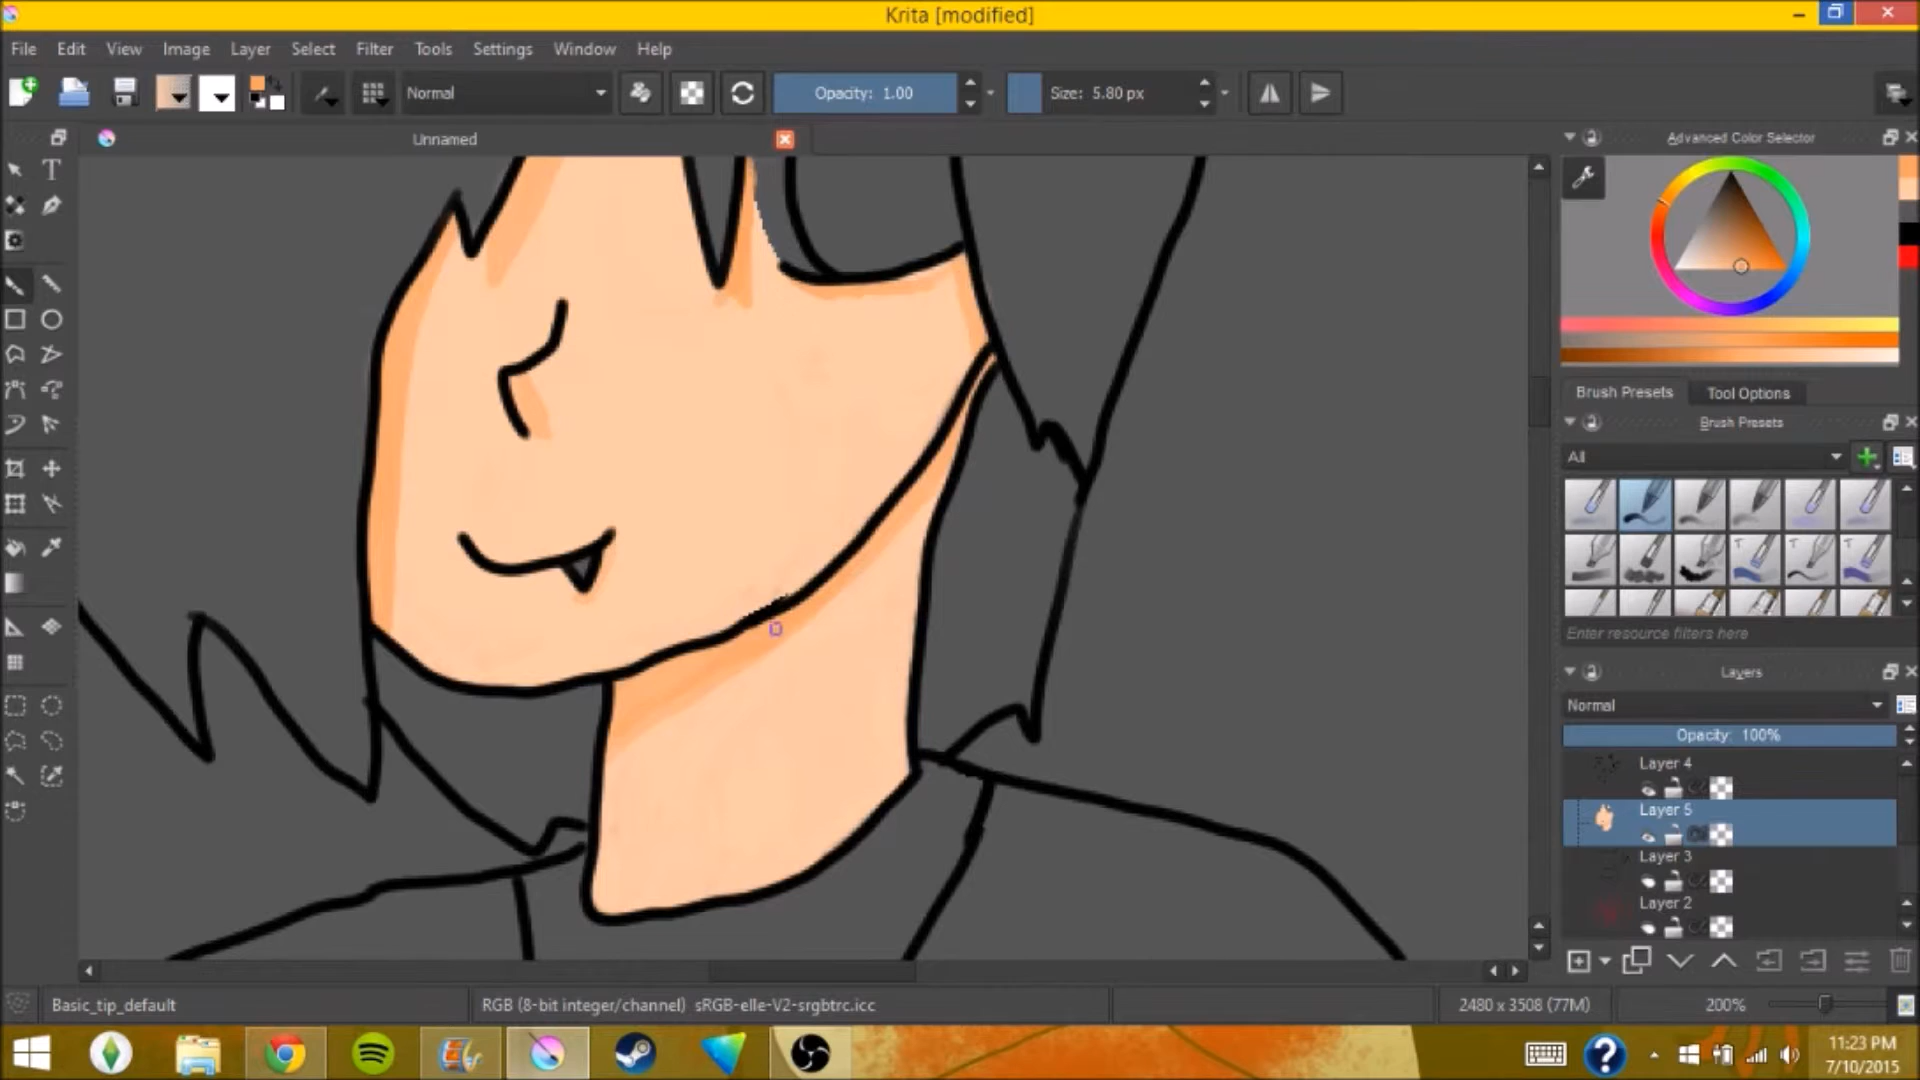 Krita [modified]
File Edit View Image Layer Select Filter Tools Settings Window Help
Normal Opacity: 1.00 Size: 5.80 px
Unnamed
Advanced Color Selector
Brush Presets Tool Options
Brush Presets
All
Enter resource filters here
Layers
Normal
Opacity: 100%
Layer 4
Layer 5
Layer 3
Layer 2
Basic_tip_default RGB (8-bit integer/channel) sRGB-elle-V2-srgbtrc.icc 2480 x 3508 (77M) 200%
11:23 PM
7/10/2015